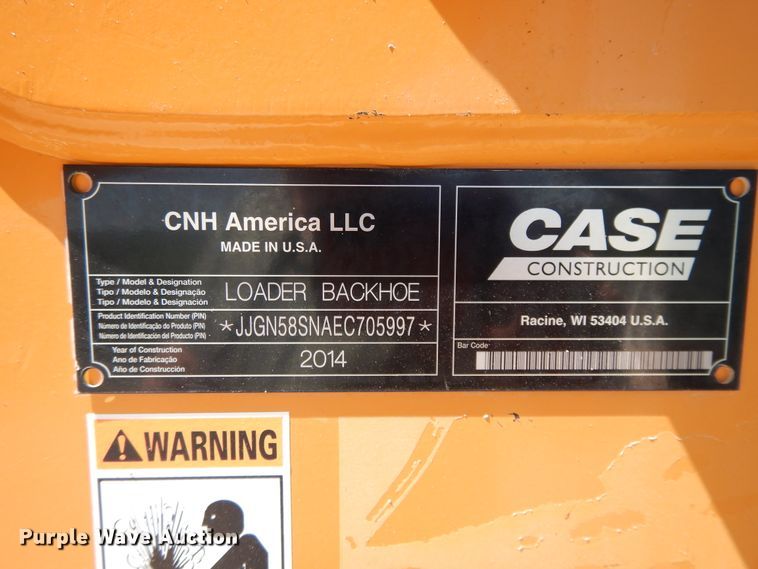 CNH America LLC
MADE IN U.S.A.
Type / Model & Designation
Tipo / Modelo & Designação
Tipo / Modelo & Designación
LOADER BACKHOE
Product Identification Number (PIN)
Número de Identificação do Produto (PIN)
Número de Identificación del Producto (PIN)
*JJGN58SNAEC705997*
Year of Construction
Ano de Fabricação
Año de Construcción
2014
CASE
CONSTRUCTION
Racine, WI 53404 U.S.A.
Bar Code
WARNING
Purple Wave Auction